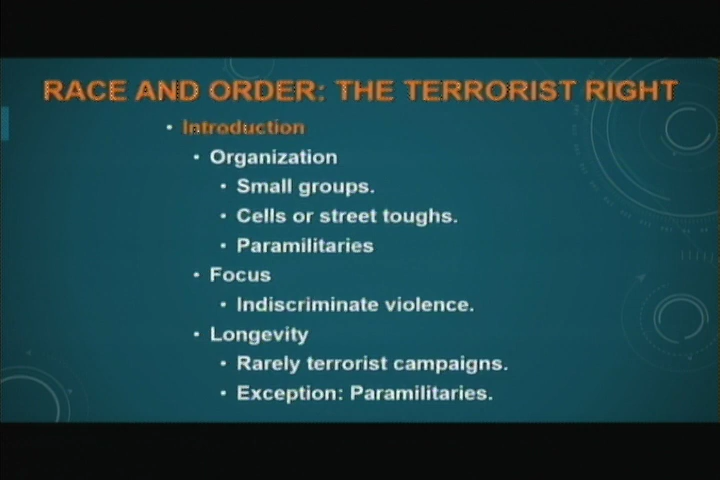 RACE AND ORDER: THE TERRORIST RIGHT
• Introduction
• Organization
• Small groups.
• Cells or street toughs.
• Paramilitaries
• Focus
• Indiscriminate violence.
• Longevity
• Rarely terrorist campaigns.
• Exception: Paramilitaries.